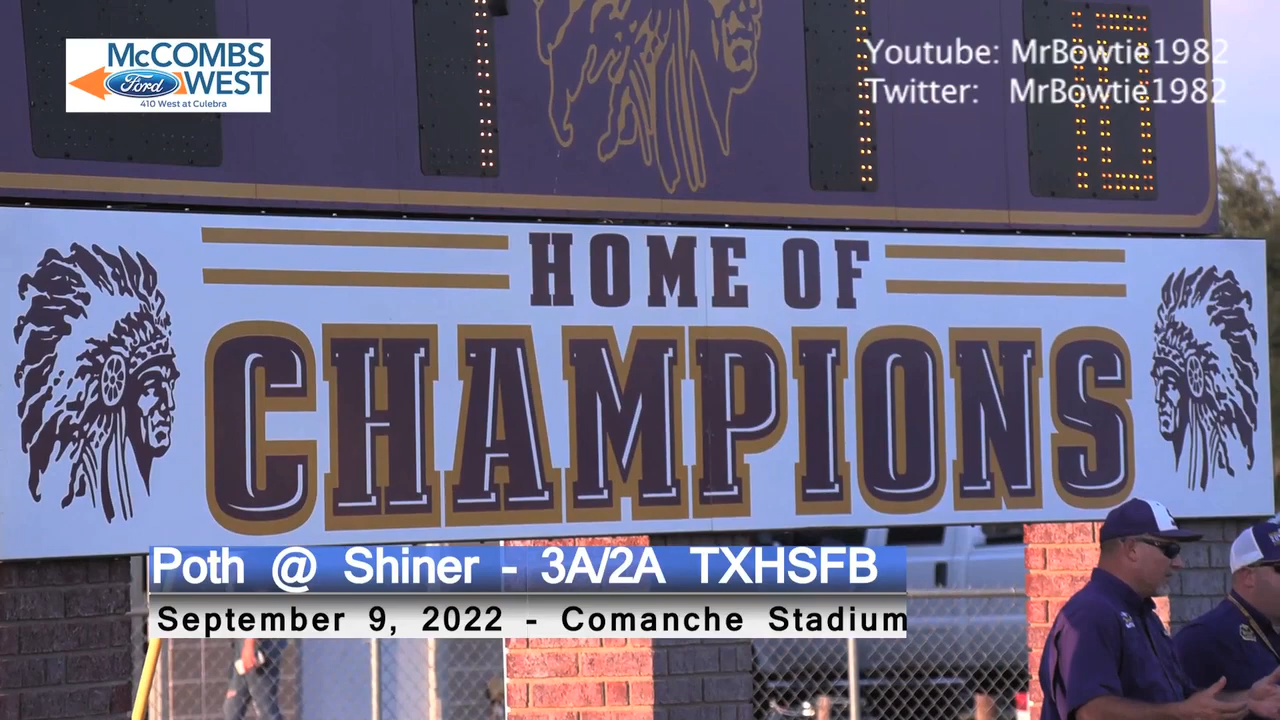 McCOMBS
Ford WEST
410 West at Culebra
Youtube: MrBowtie1982
Twitter: MrBowtie1982
HOME OF
CHAMPIONS
Poth @ Shiner - 3A/2A TXHSFB
September 9, 2022 - Comanche Stadium